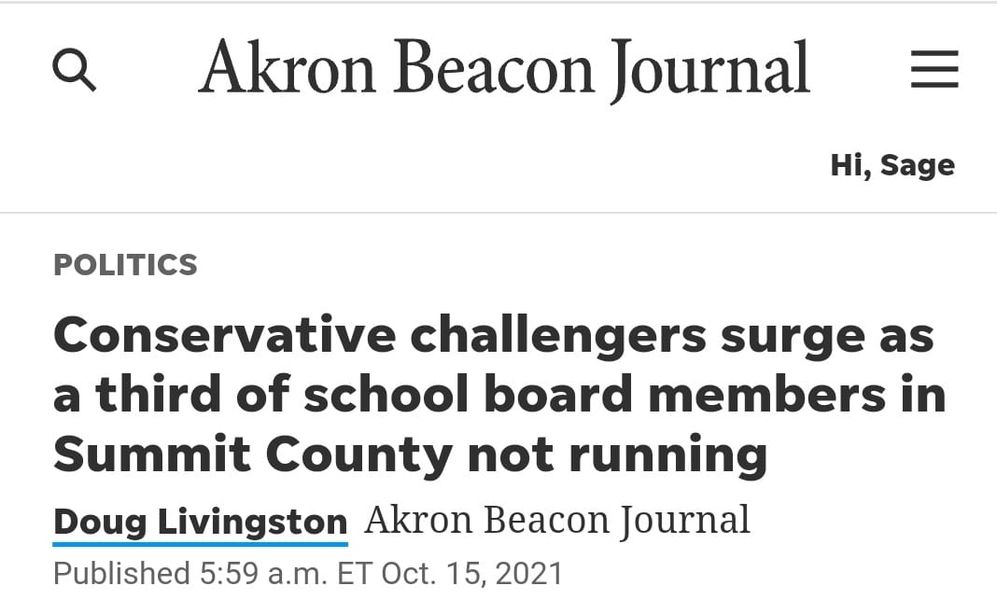 Akron Beacon Journal
Hi, Sage
POLITICS
Conservative challengers surge as
a third of school board members in
Summit County not running
Doug Livingston Akron Beacon Journal
Published 5:59 a.m. ET Oct. 15, 2021